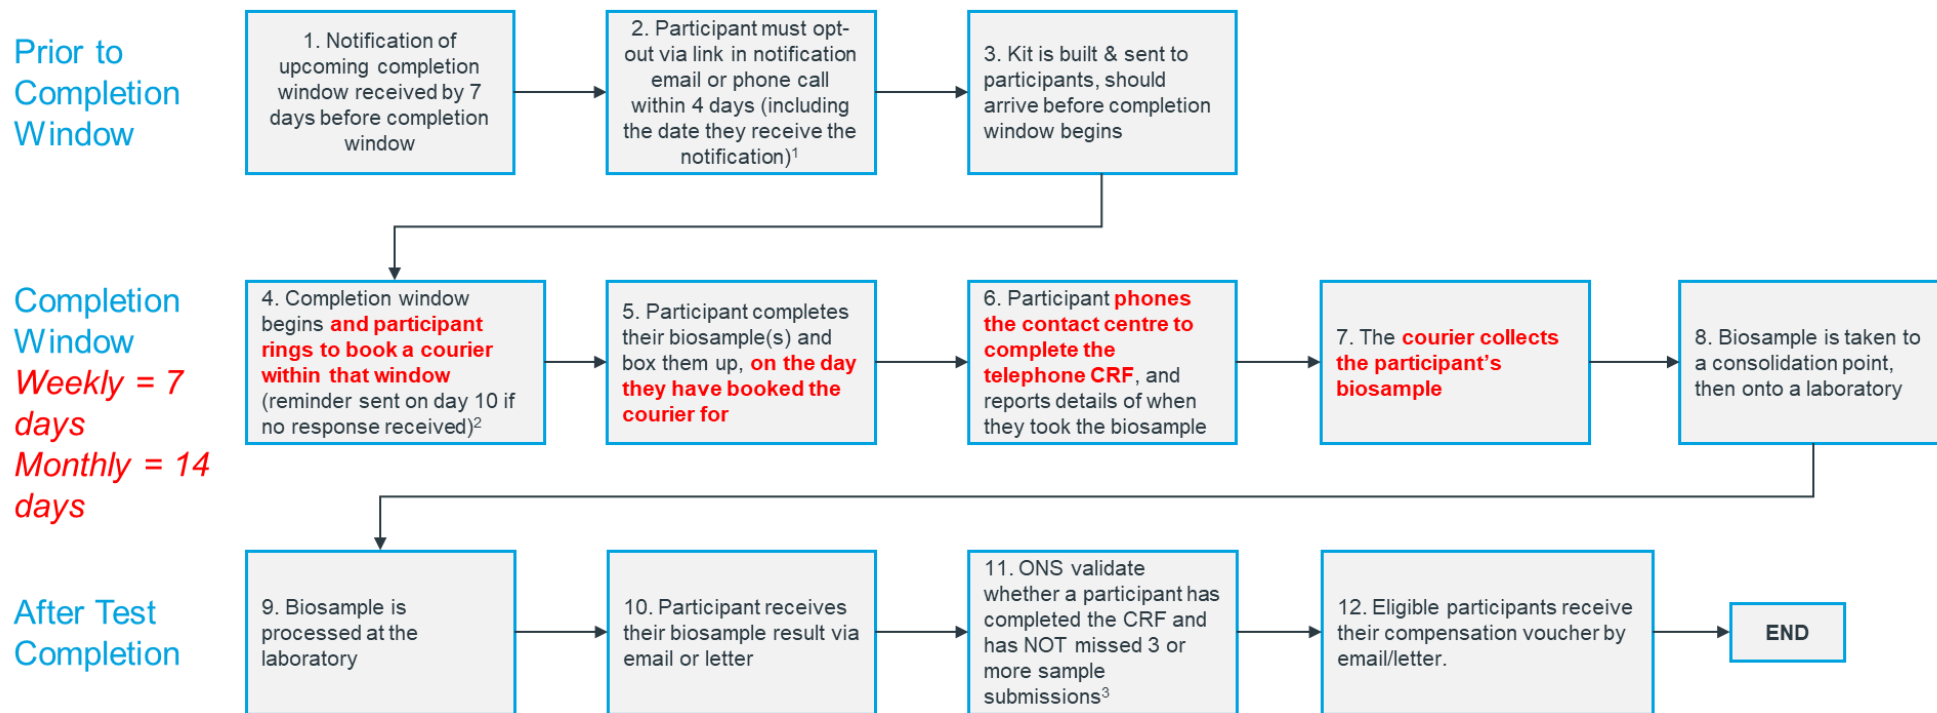 Prior to
Completion
Window
1. Notification of
upcoming completion
window received by 7
days before completion
window
2. Participant must opt-
out via link in notification
email or phone call
within 4 days (including
the date they receive the
notification)1
3. Kit is built & sent to
participants, should
arrive before completion
window begins
Completion
Window
Weekly = 7
days
Monthly = 14
days
4. Completion window
begins and participant
rings to book a courier
within that window
(reminder sent on day 10 if
no response received)2
5. Participant completes
their biosample(s) and
box them up, on the day
they have booked the
courier for
6. Participant phones
the contact centre to
complete the
telephone CRF, and
reports details of when
they took the biosample
7. The courier collects
the participant's
biosample
8. Biosample is taken to
a consolidation point,
then onto a laboratory
After Test
Completion
9. Biosample is
processed at the
laboratory
10. Participant receives
their biosample result via
email or letter
11. ONS validate
whether a participant has
completed the CRF and
has NOT missed 3 or
more sample
submissions3
12. Eligible participants receive
their compensation voucher by
email/letter.
END